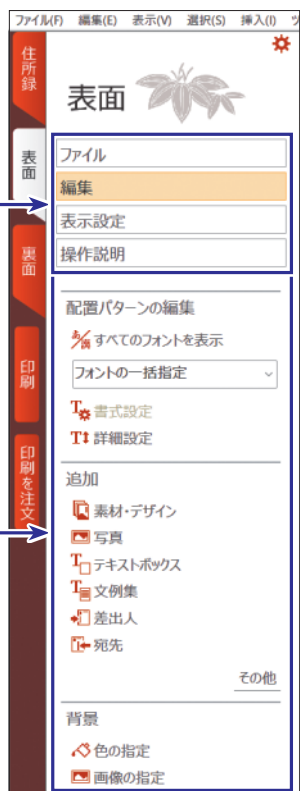 ファイル(F) 編集(E) 表示(V) 選択(S) 挿入(I)
住所録
表面
裏面
印刷
印刷を注文
表面
ファイル
編集
表示設定
操作説明
配置パターンの編集
すべてのフォントを表示
フォントの一括指定
書式設定
詳細設定
追加
素材・デザイン
写真
テキストボックス
文例集
差出人
宛先
その他
背景
色の指定
画像の指定